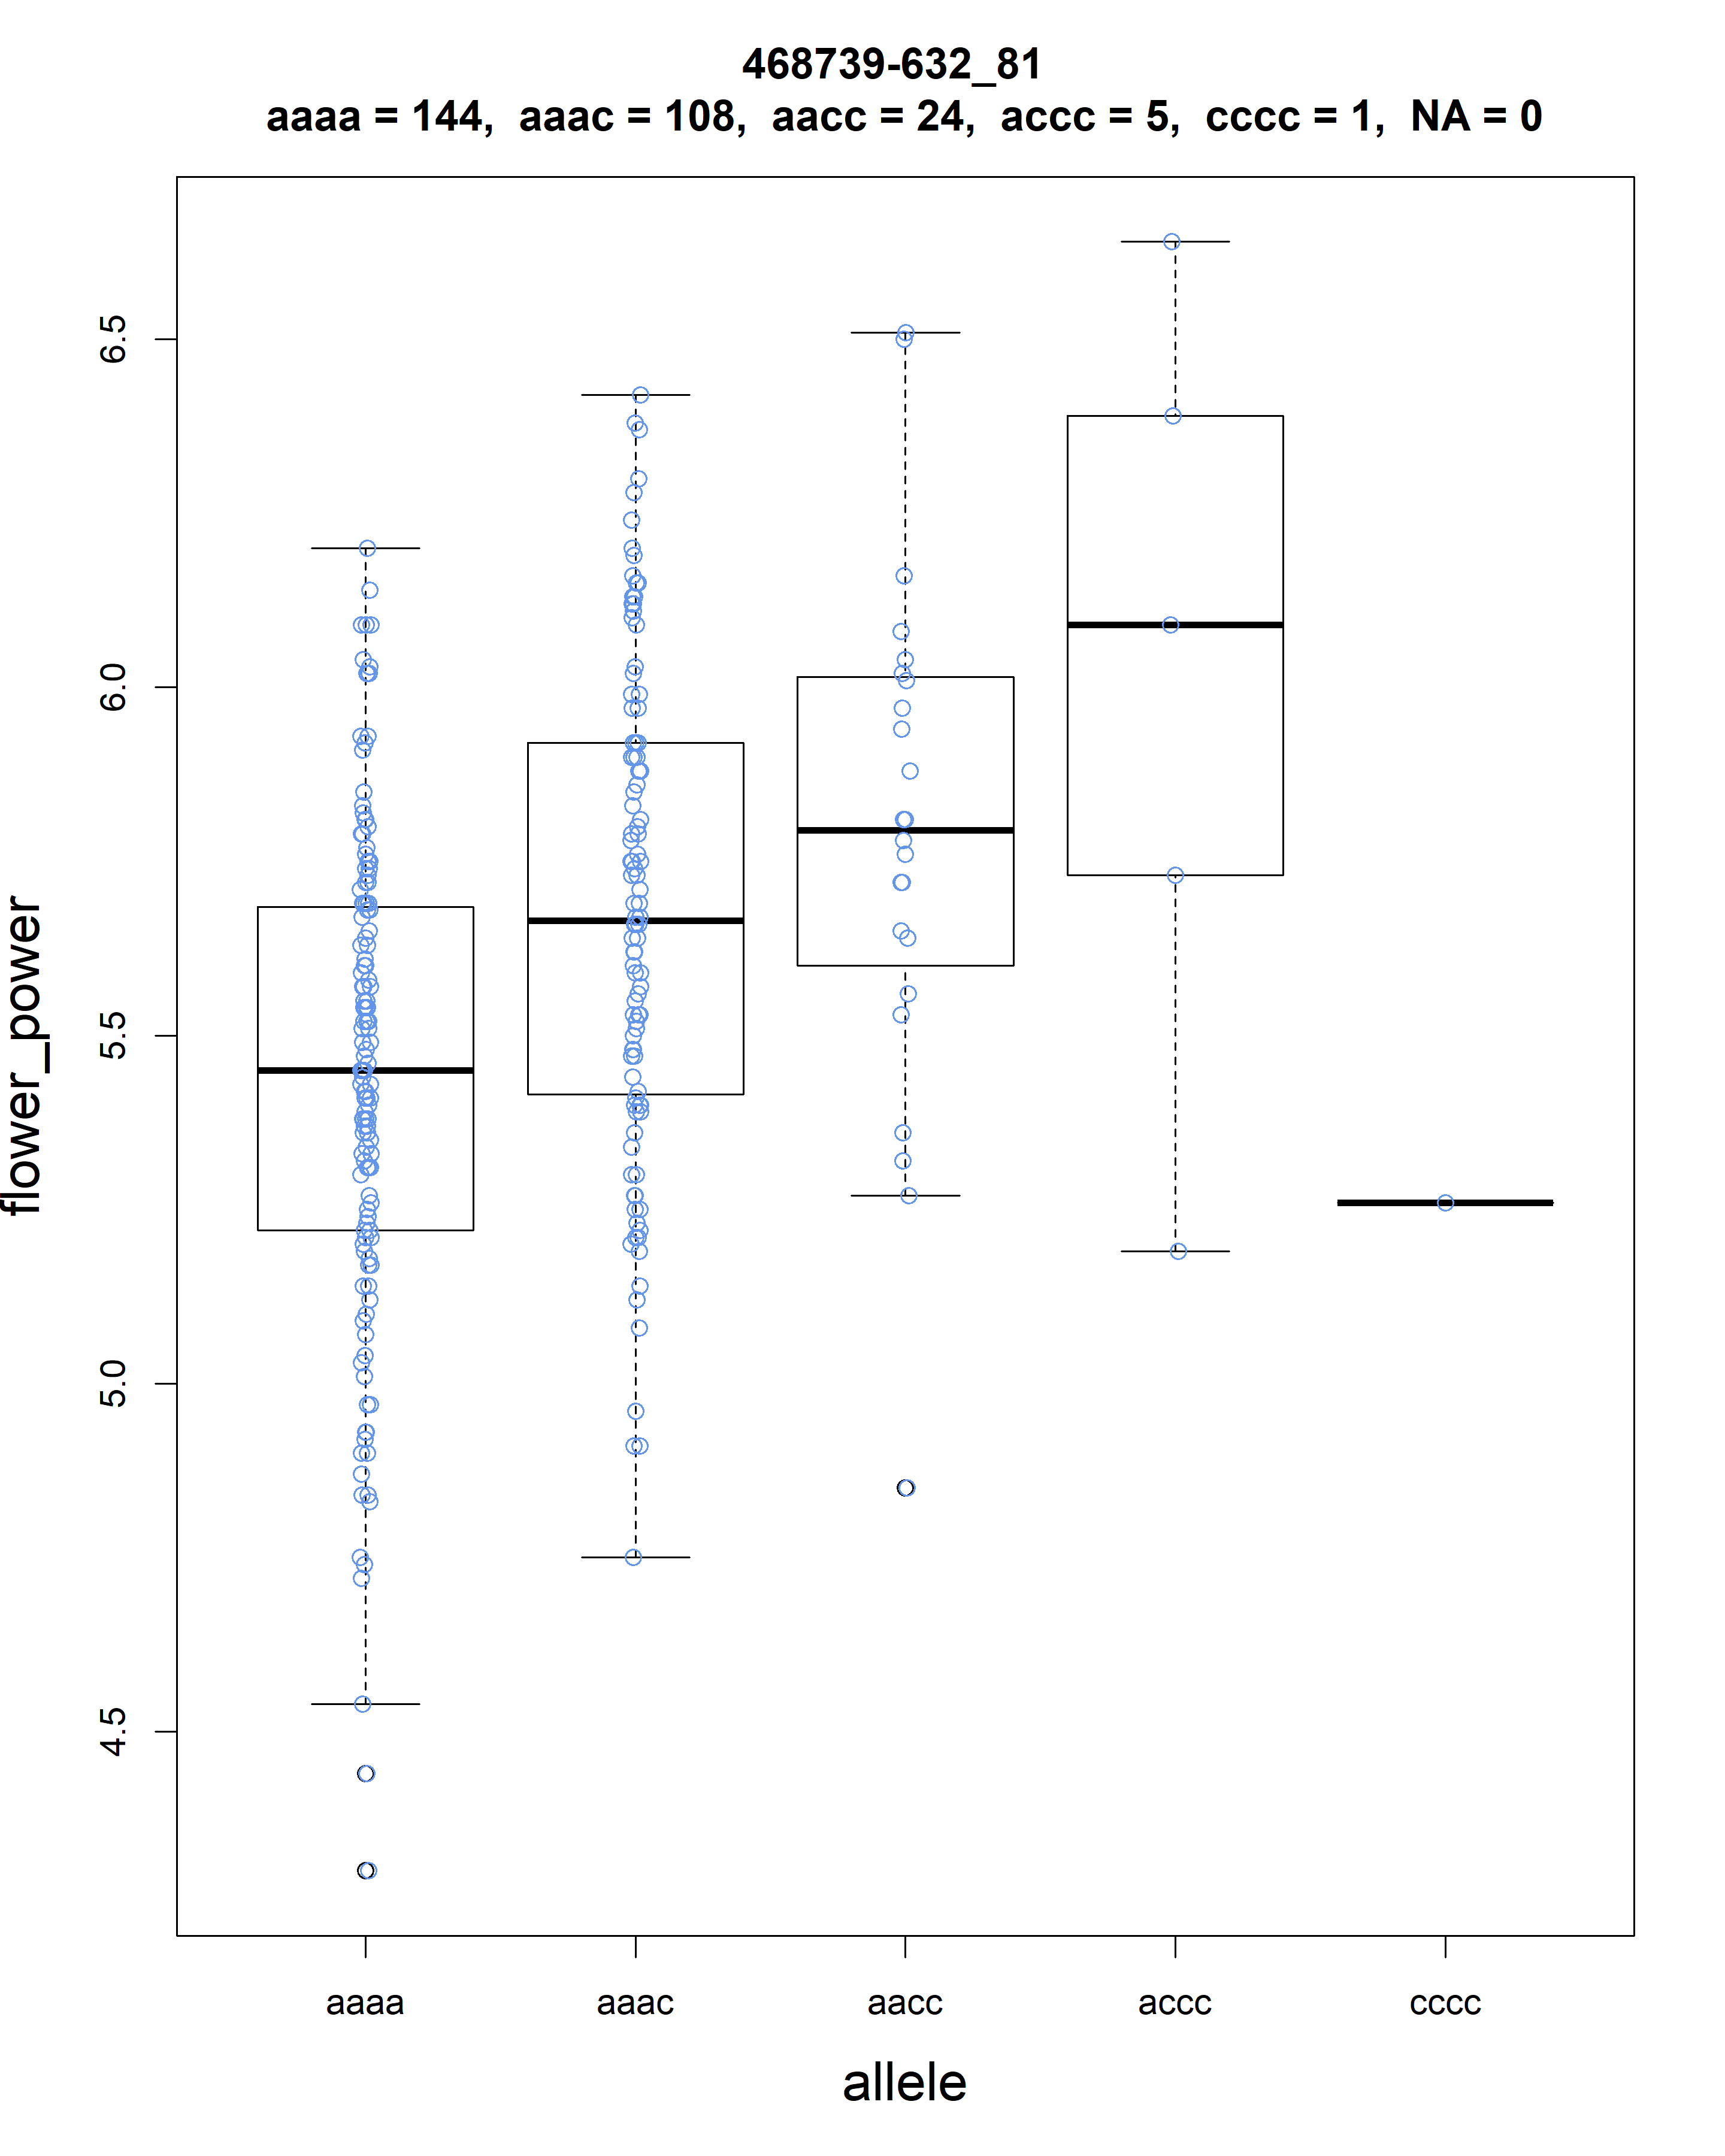 468739-632_81
aaaa = 144,  aaac = 108,  aacc = 24,  accc = 5,  cccc = 1,  NA = 0
flower_power
6.5
6.0
5.5
5.0
4.5
aaaa aaac aacc accc cccc
allele